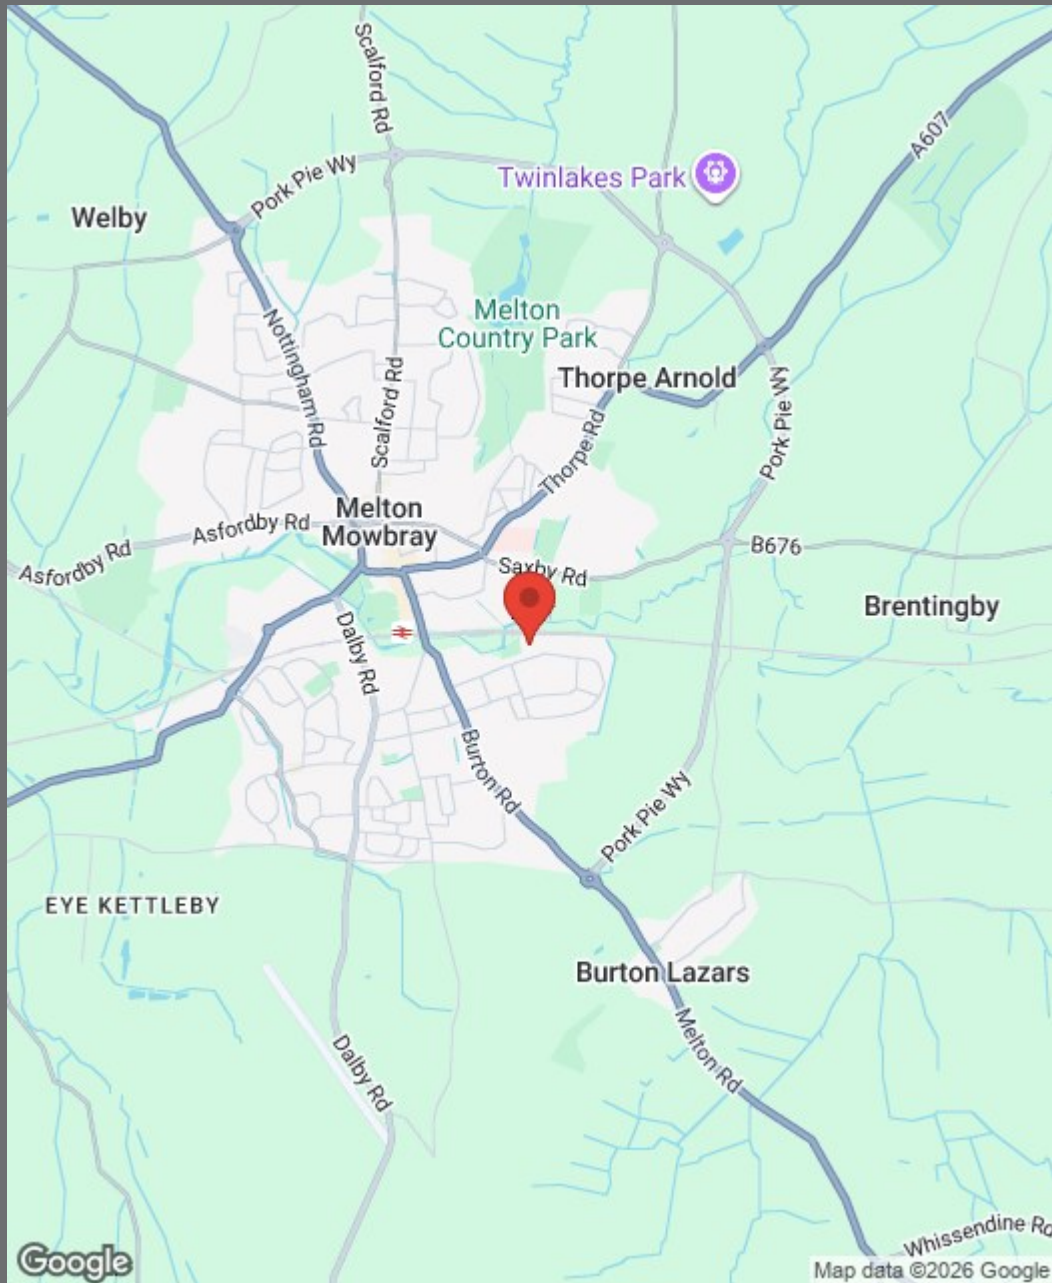 Scalford Rd
A607
Pork Pie Wy
Twinlakes Park
Welby
Melton
Country Park
Nottingham Rd
Scalford Rd
Thorpe Arnold
Pork Pie Wy
Thorpe Rd
Melton
Mowbray
Asfordby Rd
Asfordby Rd
B676
Saxby Rd
Brentingby
Dalby Rd
Burton Rd
Pork Pie Wy
EYE KETTLEBY
Burton Lazars
Melton Rd
Dalby Rd
Whissendine Rd
Google
Map data ©2026 Google